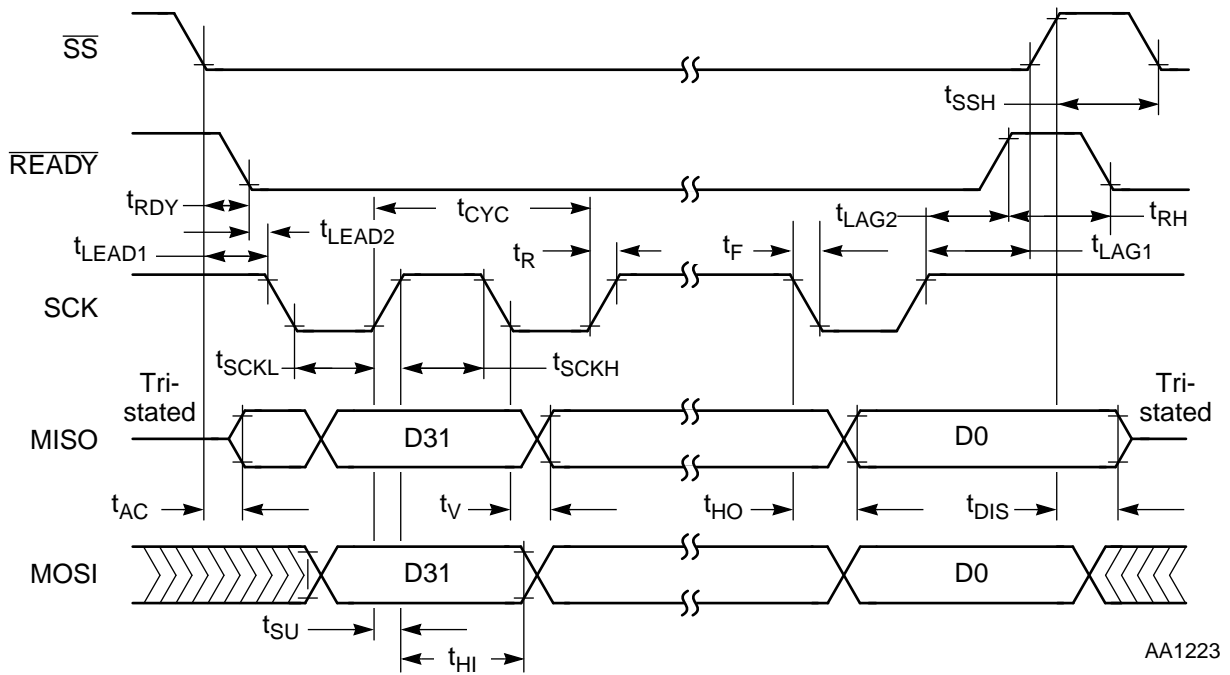 SS
tSSH
READY
tRDY
tCYC
tLAG2
tRH
tLEAD1
tLEAD2
tR
tF
tLAG1
SCK
tSCKL
tSCKH
Tri-
stated
Tri-
stated
MISO
D31
D0
tAC
tV
tHO
tDIS
MOSI
D31
D0
tSU
tHI
AA1223